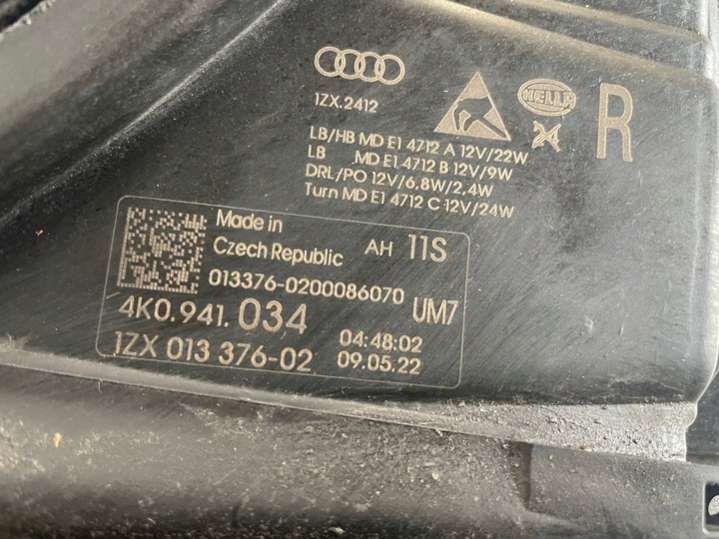 1ZX.2412
HELLA
R
LB/HB MD E1 4712 A 12V/22W
LB MD E1 4712 B 12V/9W
DRL/PO 12V/6,8W/2,4W
Turn MD E1 4712 C 12V/24W
Made in
Czech Republic AH 11S
013376-0200086070
4K0.941.034 UM7
1ZX 013 376-02
04:48:02
09.05.22